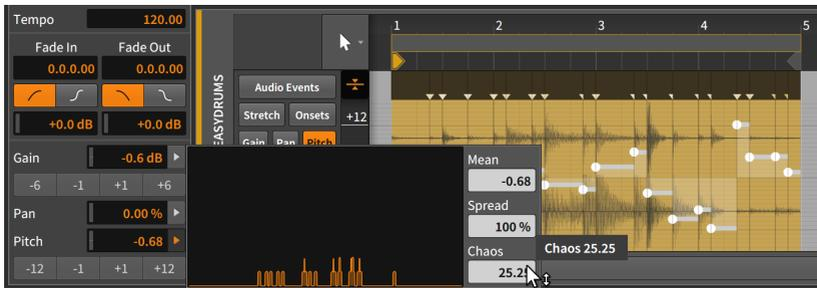 Tempo 120.00
Fade In Fade Out
0.0.0.00 0.0.0.00
+0.0 dB +0.0 dB
Gain -0.6 dB
-6 -1 +1 +6
Pan 0.00 %
Pitch -0.68
-12 -1 +1 +12
EASYDRUMS
Audio Events
Stretch Onsets
Gain Pan Pitch
+12
1 2 3 4 5
Mean
-0.68
Spread
100 %
Chaos
25.25
Chaos 25.25